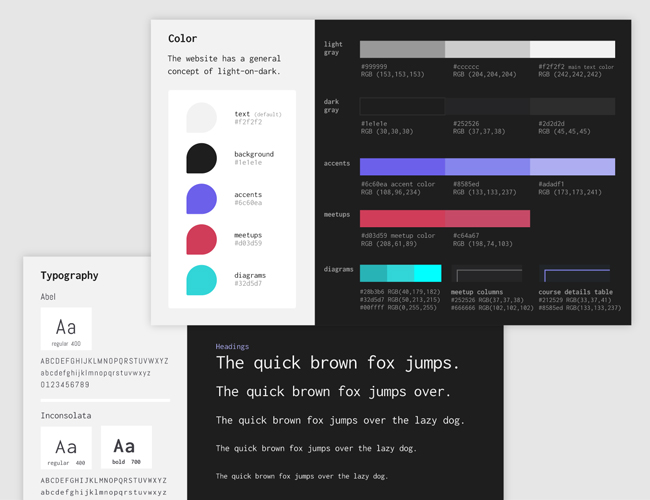 Color
The website has a general
concept of light-on-dark.
text (default)
#f2f2f2
background
#1e1e1e
accents
#6c60ea
meetups
#d03d59
diagrams
#32d5d7
light
gray
#999999
RGB (153,153,153)
#cccccc
RGB (204,204,204)
#f2f2f2 main text color
RGB (242,242,242)
dark
gray
#1e1e1e
RGB (30,30,30)
#252526
RGB (37,37,38)
#2d2d2d
RGB (45,45,45)
accents
#6c60ea accent color
RGB (108,96,234)
#8585ed
RGB (133,133,237)
#adadf1
RGB (173,173,241)
meetups
#d03d59 meetup color
RGB (208,61,89)
#c64a67
RGB (198,74,103)
diagrams
#28b3b6 RGB(40,179,182)
#32d5d7 RGB(50,213,215)
#00ffff RGB(0,255,255)
meetup columns
#252526 RGB(37,37,38)
#666666 RGB(102,102,102)
course details table
#212529 RGB(33,37,41)
#8585ed RGB(133,133,237)
Typography
Abel
Aa
regular 400
ABCDEFGHIJKLMNOPQRSTUVWXYZ
abcdefghijklmnopqrstuvwxyz
0123456789
Inconsolata
Aa
regular 400
Aa
bold 700
ABCDEFGHIJKLMNOPQRSTUVWXYZ
abcdefghijklmnopqrstuvwxyz
Headings
The quick brown fox jumps.
The quick brown fox jumps over.
The quick brown fox jumps over the lazy dog.
The quick brown fox jumps over the lazy dog.
The quick brown fox jumps over the lazy dog.